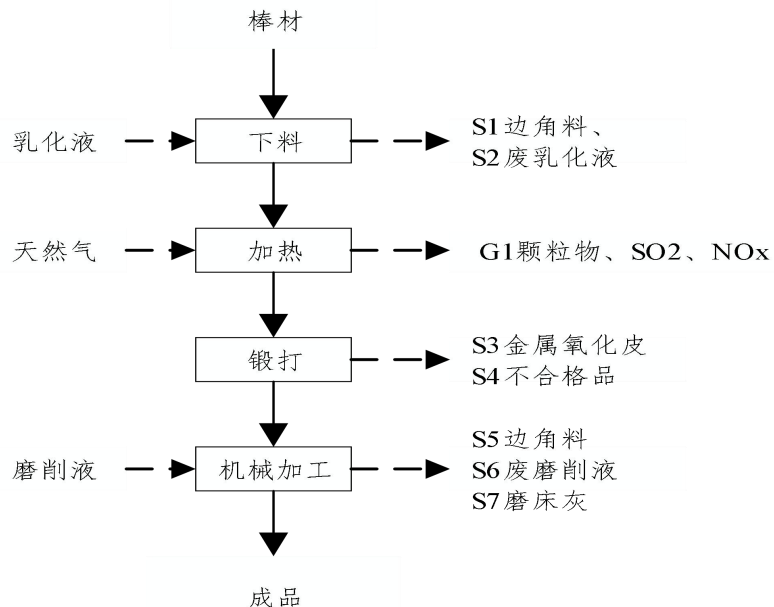 棒材
乳化液
下料
S1边角料、
S2废乳化液
天然气
加热
G1颗粒物、SO2、NOx
锻打
S3金属氧化皮
S4不合格品
磨削液
机械加工
S5边角料
S6废磨削液
S7磨床灰
成品